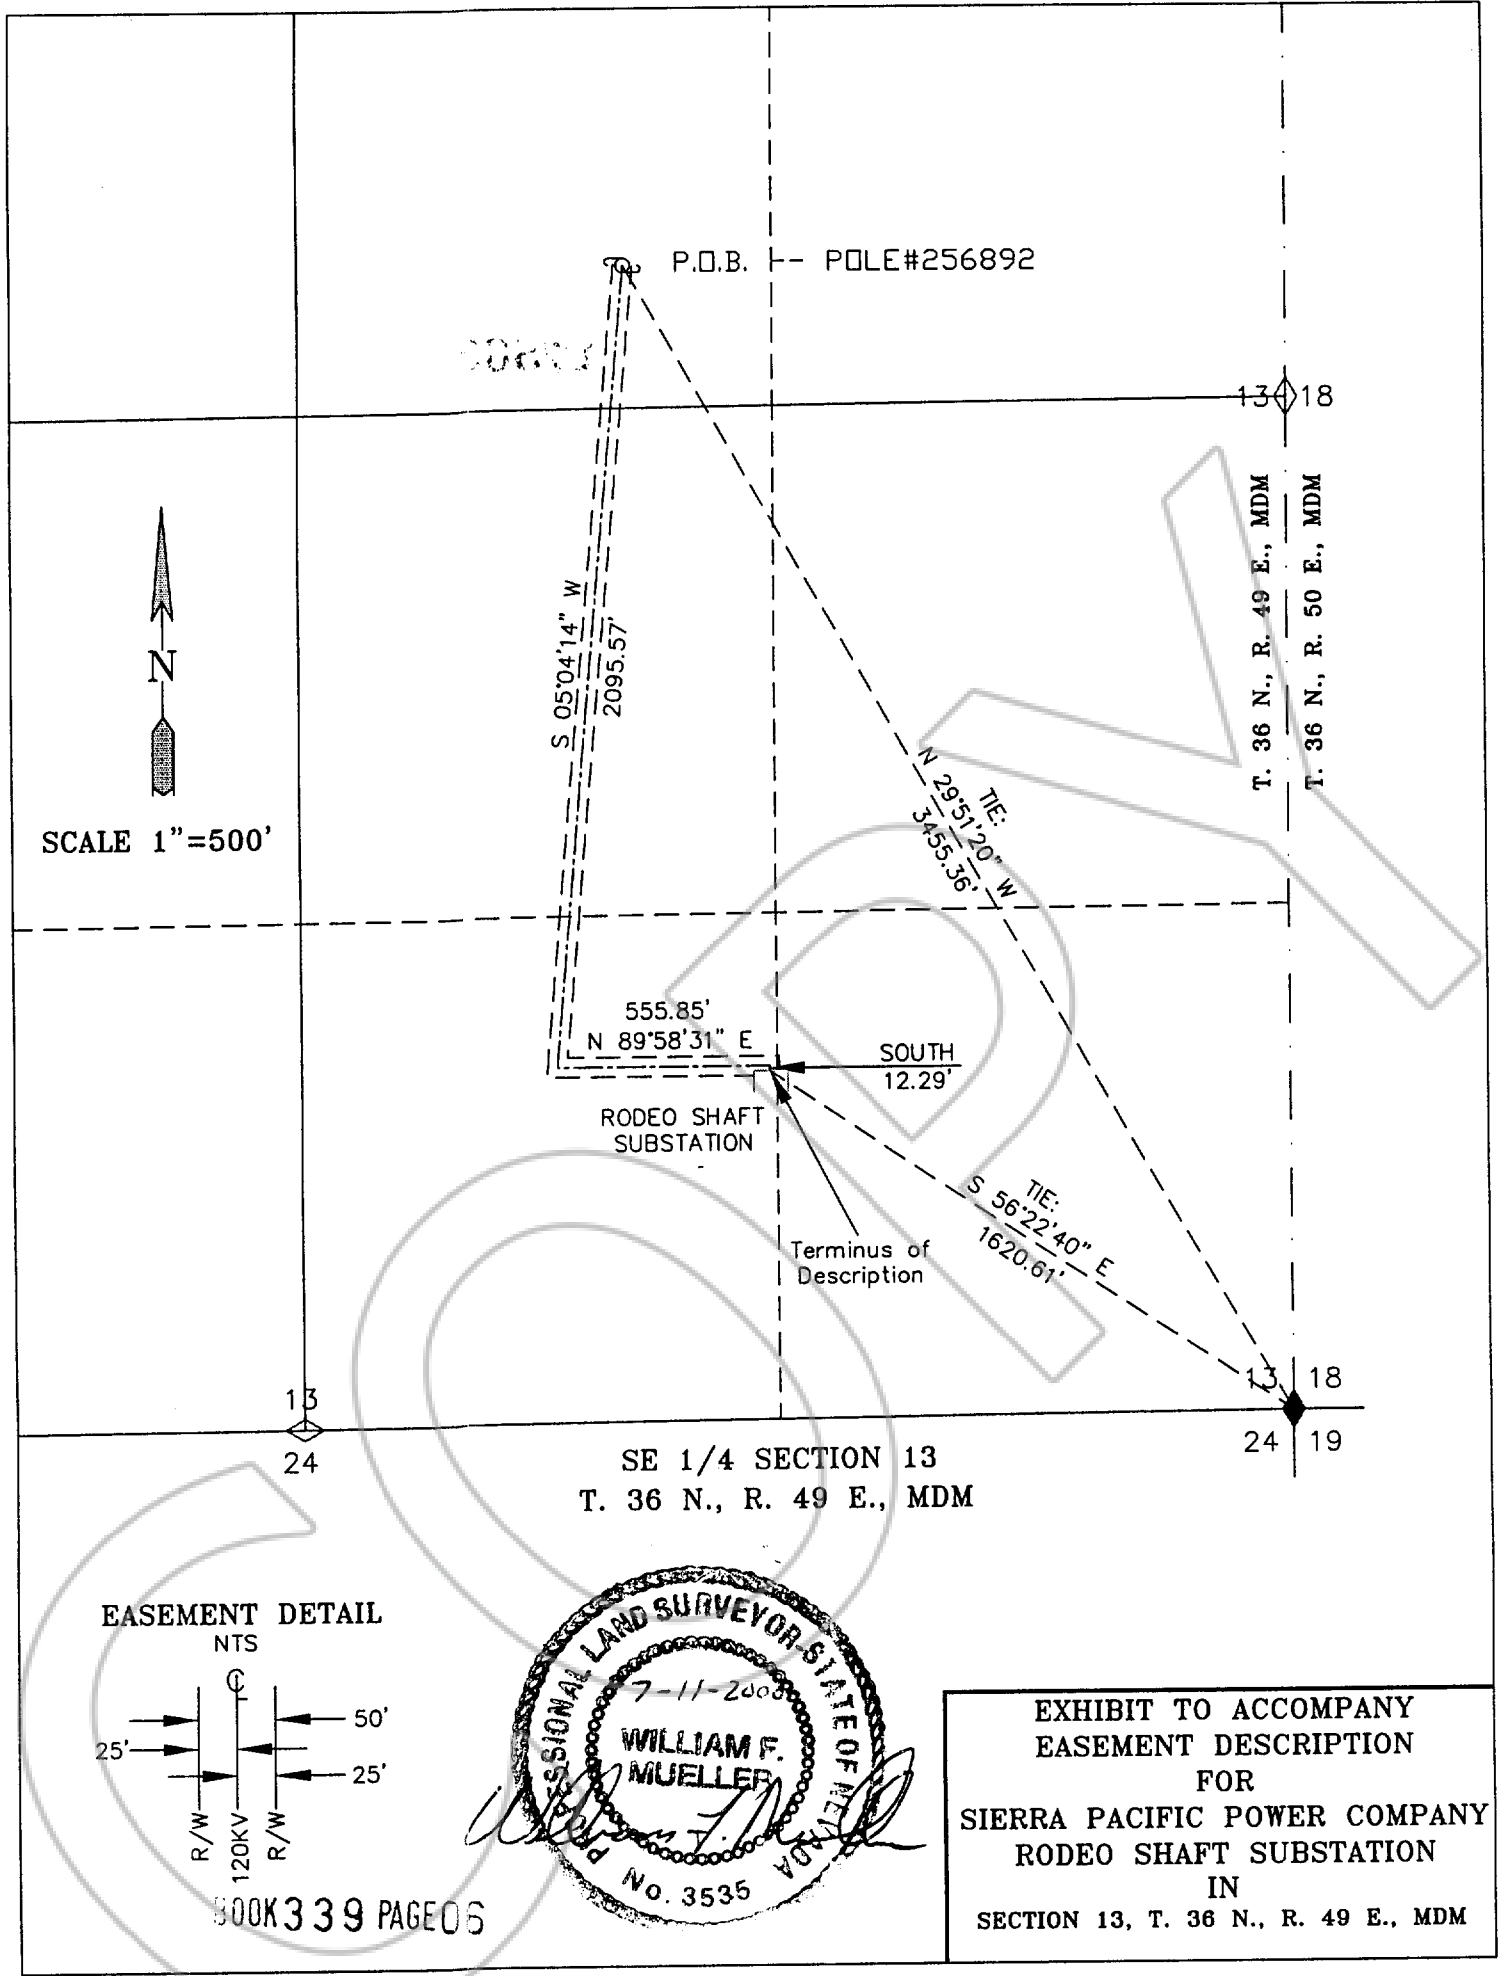 P.O.B. -- POLE#256892
13 18
T. 36 N., R. 49 E., MDM
T. 36 N., R. 50 E., MDM
N
SCALE 1"=500'
S 05°04'14" W
2095.57'
TIE:
N 29°51'20" W
3455.36'
555.85'
N 89°58'31" E
SOUTH
12.29'
RODEO SHAFT
SUBSTATION
TIE:
S 56°22'40" E
1620.61'
Terminus of
Description
13
24
13 18
24 19
SE 1/4 SECTION 13
T. 36 N., R. 49 E., MDM
COPY
EASEMENT DETAIL
NTS
50'
25'
25'
R/W
120KV
R/W
BOOK 339 PAGE 06
PROFESSIONAL LAND SURVEYOR-STATE OF NEVADA
7-11-2000
WILLIAM F.
MUELLER
No. 3535
EXHIBIT TO ACCOMPANY
EASEMENT DESCRIPTION
FOR
SIERRA PACIFIC POWER COMPANY
RODEO SHAFT SUBSTATION
IN
SECTION 13, T. 36 N., R. 49 E., MDM